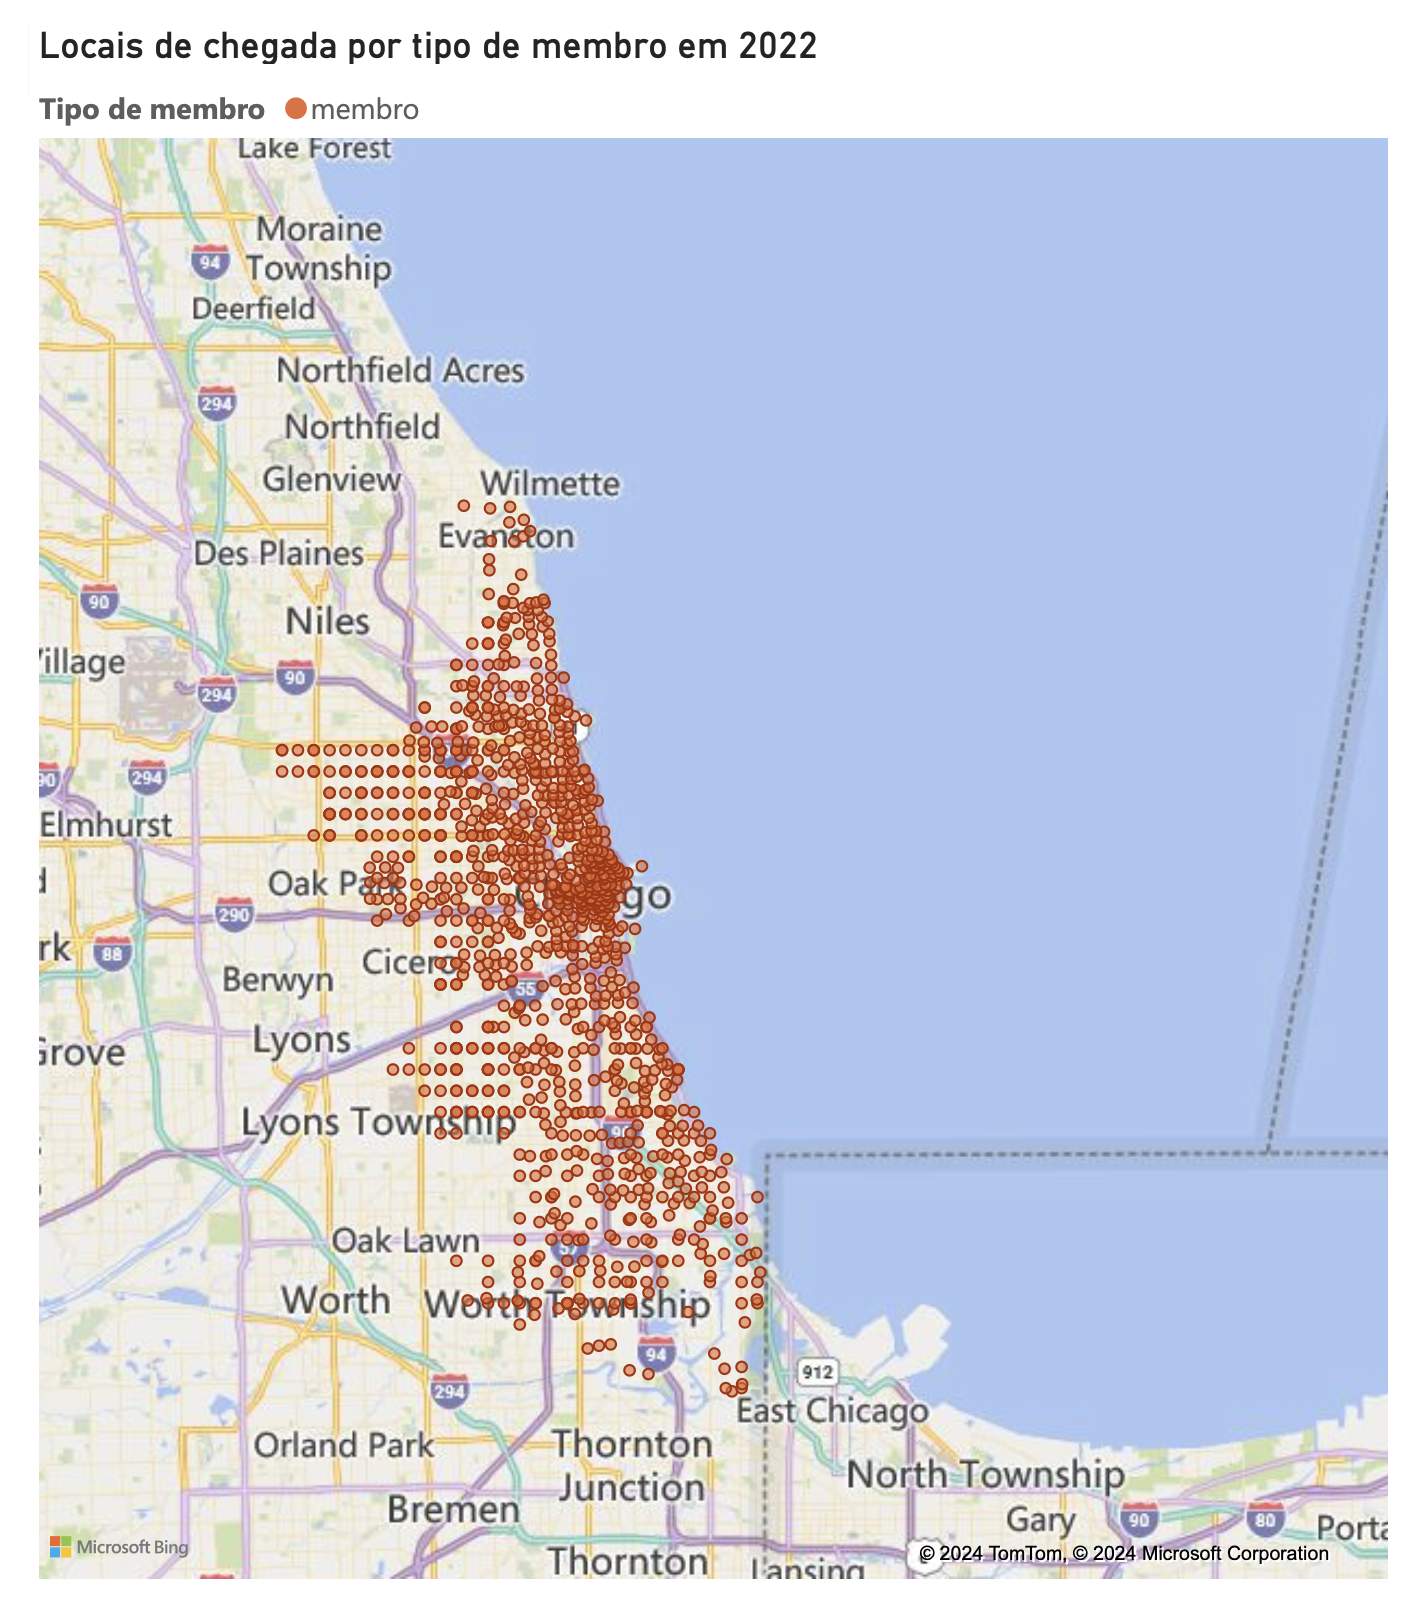 Locais de chegada por tipo de membro em 2022
Tipo de membro membro
Lake Forest
Moraine
Township
94
Deerfield
Northfield Acres
294
Northfield
Glenview
Wilmette
Evanston
Des Plaines
90
Niles
illage
90
294
294
90
Elmhurst
Oak Park
go
290
rk
88
Cicero
Berwyn
55
Lyons
Grove
Lyons Township
90
Oak Lawn
57
Worth
Worth Township
94
912
294
East Chicago
Orland Park
Thornton
Junction
North Township
Bremen
Gary
90
80
Porta
Microsoft Bing
© 2024 TomTom, © 2024 Microsoft Corporation
Thornton
Lansing